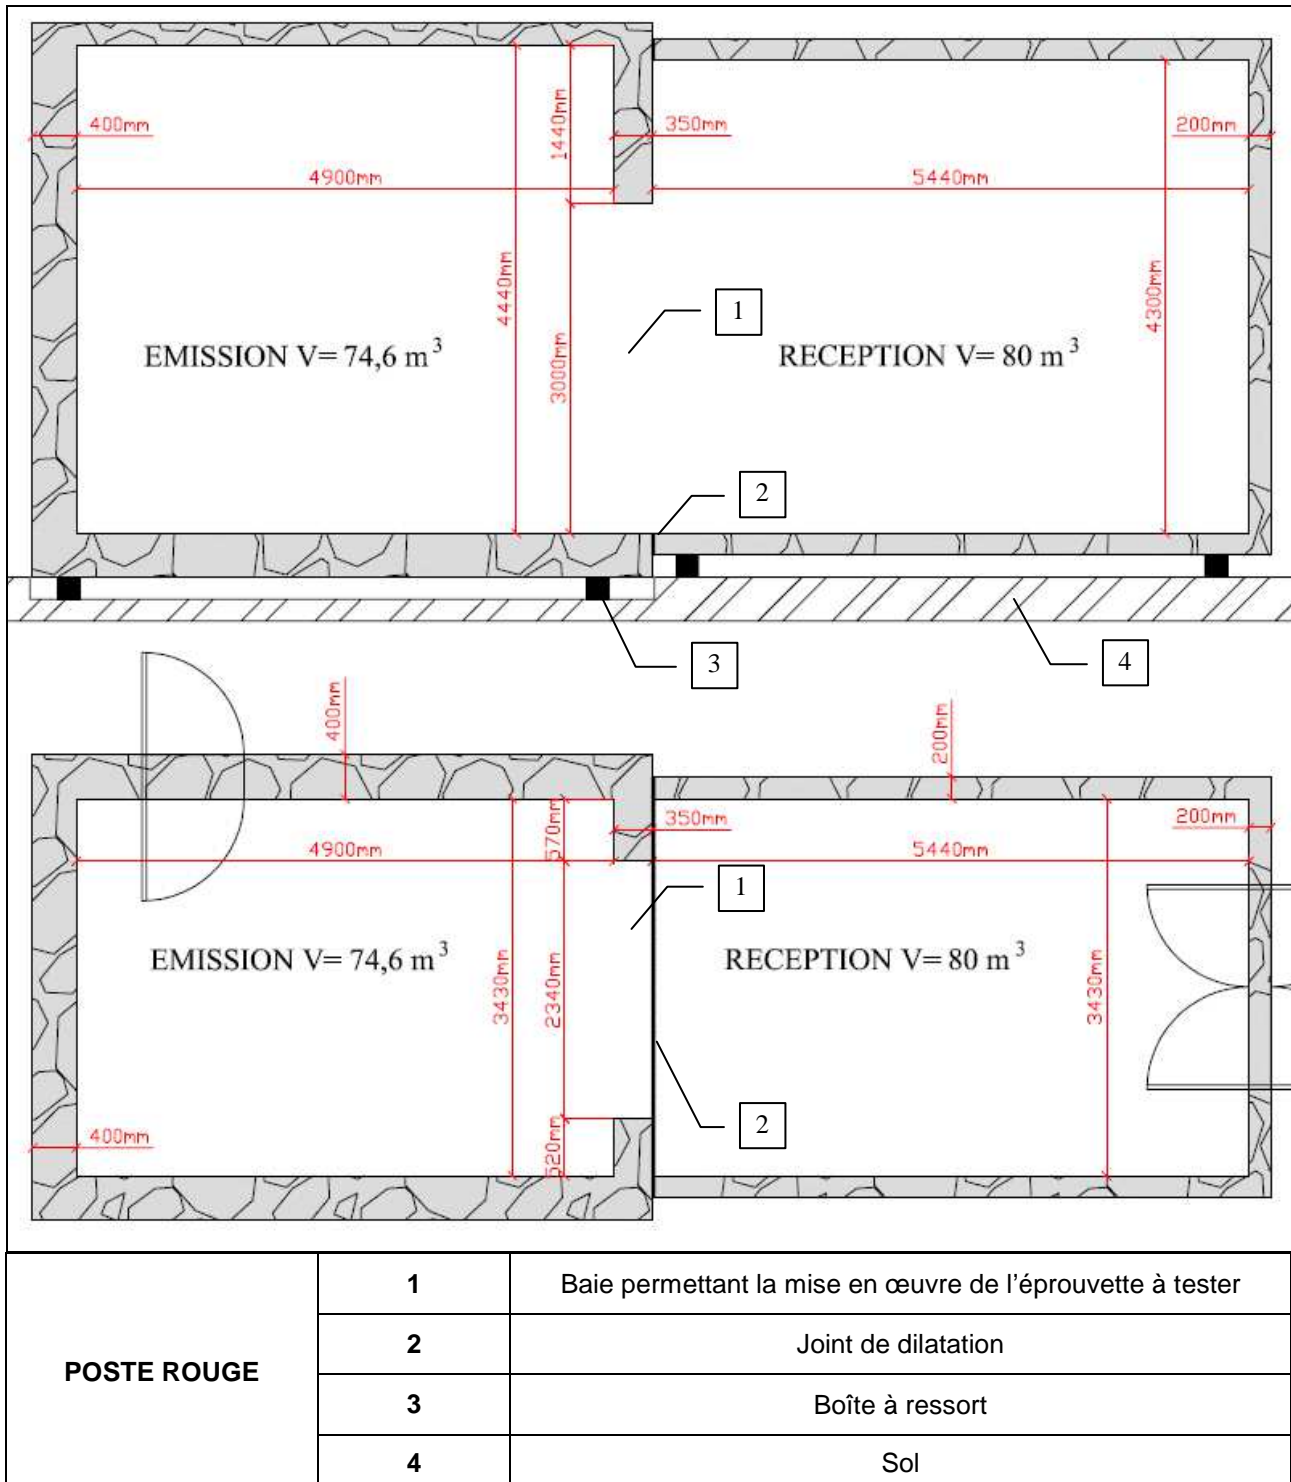 400mm
1440mm
350mm
200mm
4900mm
5440mm
4440mm
3000mm
4300mm
1
EMISSION V= 74,6 m3
RECEPTION V= 80 m3
2
3
4
400mm
200mm
570mm
350mm
200mm
4900mm
5440mm
1
EMISSION V= 74,6 m3
RECEPTION V= 80 m3
3430mm
2340mm
3430mm
2
400mm
520mm
POSTE ROUGE
1 Baie permettant la mise en œuvre de l’éprouvette à tester
2 Joint de dilatation
3 Boîte à ressort
4 Sol